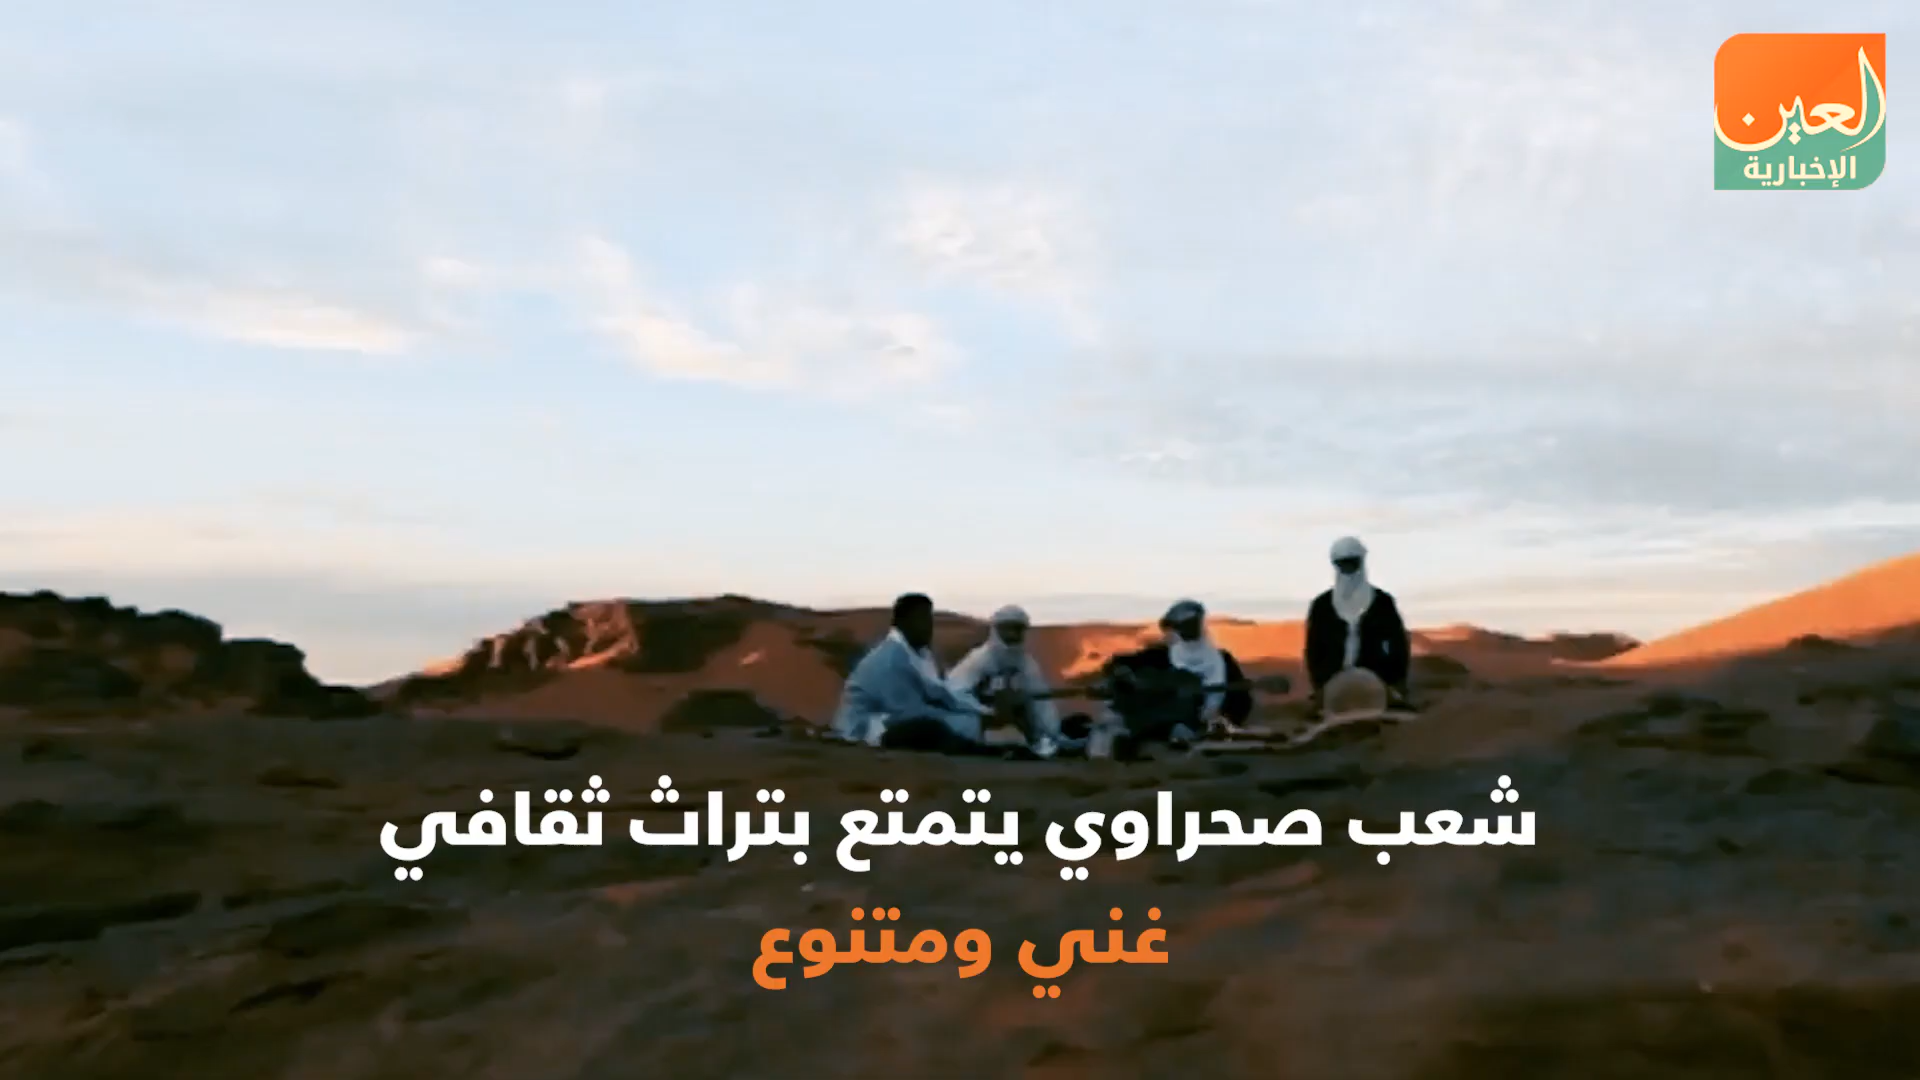 العين
الإخبارية
شعب صحراوي يتمتع بتراث ثقافي
غني ومتنوع